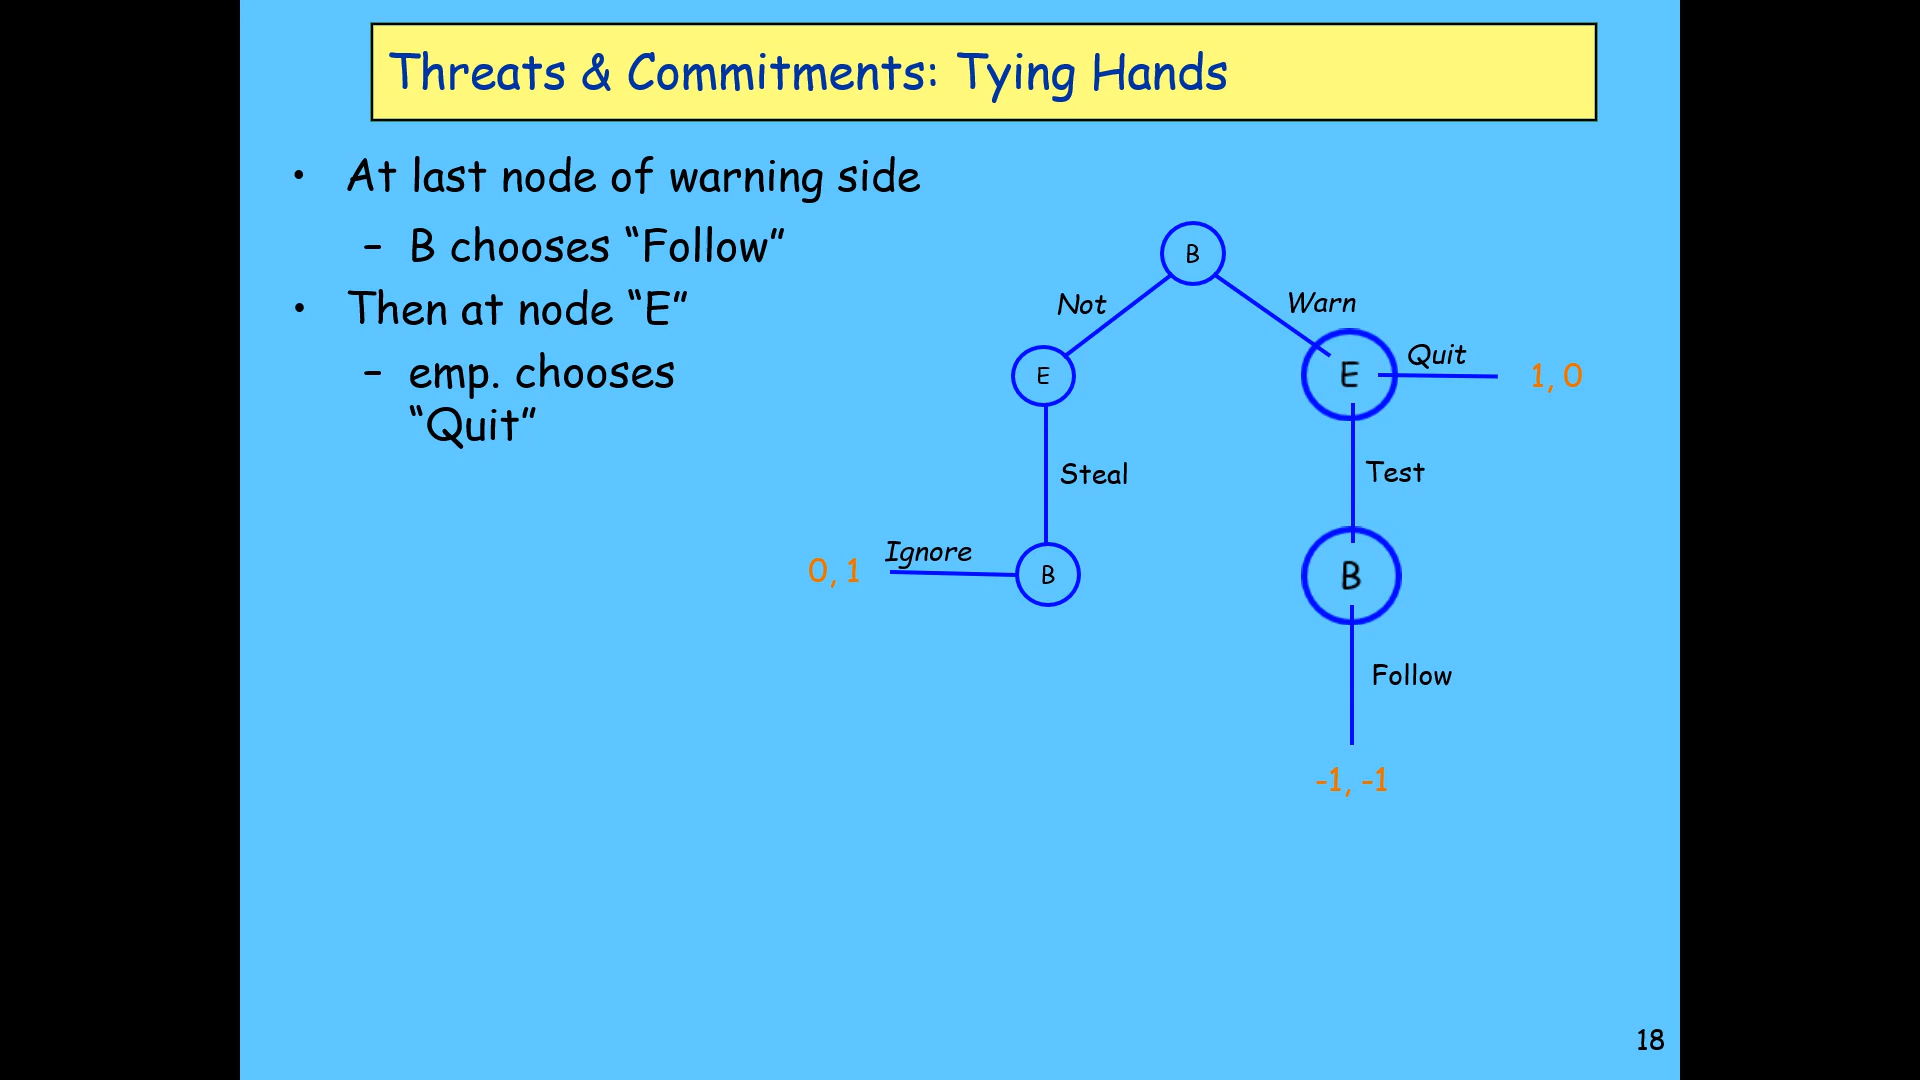 Threats & Commitments: Tying Hands
• At last node of warning side
– B chooses “Follow”
• Then at node “E”
– emp. chooses
“Quit”
B
Not
Warn
E
E
Quit
1, 0
Steal
Test
0, 1
Ignore
B
B
Follow
-1, -1
18